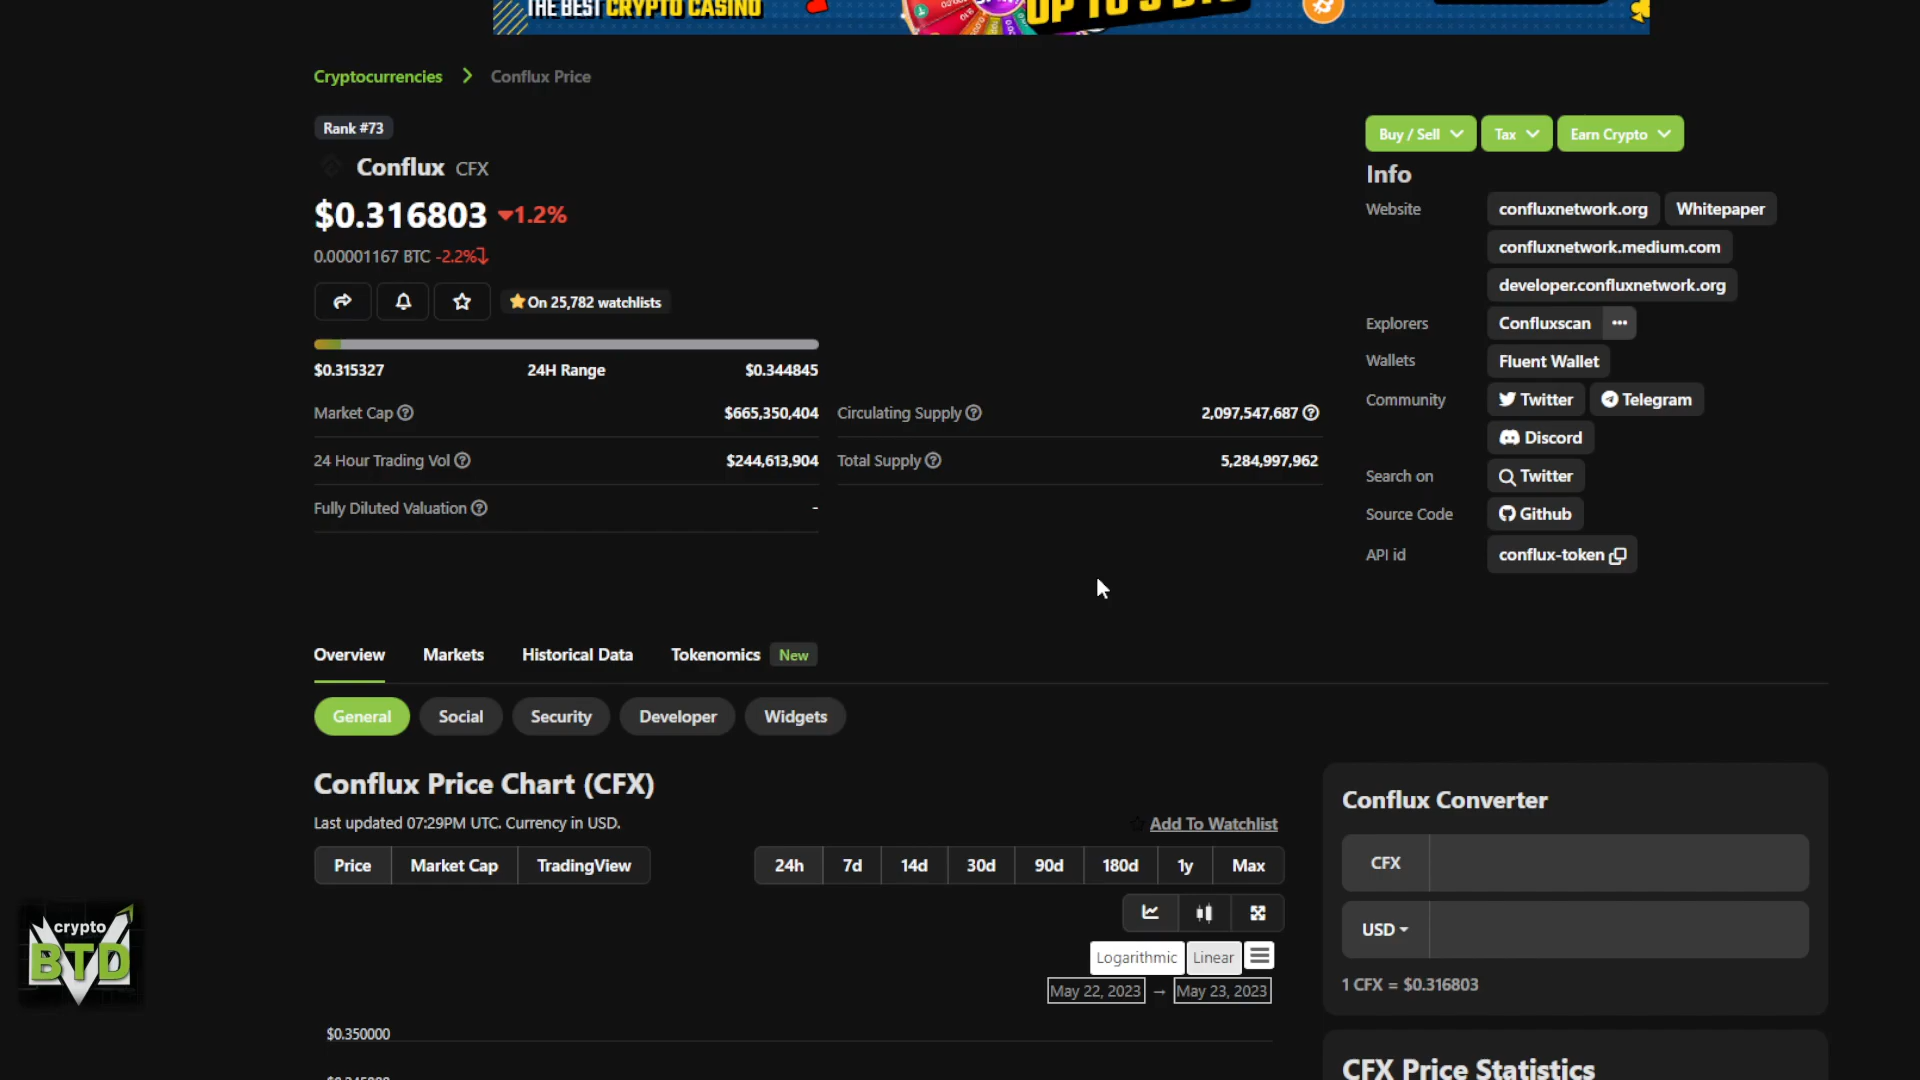 THE BEST CRYPTO CASINO
UP TO 5 BTC
Cryptocurrencies
Conflux Price
Rank #73
Conflux CFX
$0.316803 1.2%
0.00001167 BTC -2.2%
On 25,782 watchlists
$0.315327 24H Range $0.344845
Market Cap $665,350,404
Circulating Supply 2,097,547,687
24 Hour Trading Vol $244,613,904
Total Supply 5,284,997,962
Fully Diluted Valuation -
Buy / Sell Tax Earn Crypto
Info
Website confluxnetwork.org Whitepaper
confluxnetwork.medium.com
developer.confluxnetwork.org
Explorers Confluxscan
Wallets Fluent Wallet
Community Twitter Telegram
Discord
Search on Twitter
Source Code Github
API id conflux-token
Overview Markets Historical Data Tokenomics New
General Social Security Developer Widgets
Conflux Price Chart (CFX)
Last updated 07:29PM UTC. Currency in USD.
Add To Watchlist
Price Market Cap TradingView
24h 7d 14d 30d 90d 180d 1y Max
Logarithmic Linear
May 22, 2023 → May 23, 2023
$0.350000
Conflux Converter
CFX
USD
1 CFX = $0.316803
CFX Price Statistics
crypto
BTD